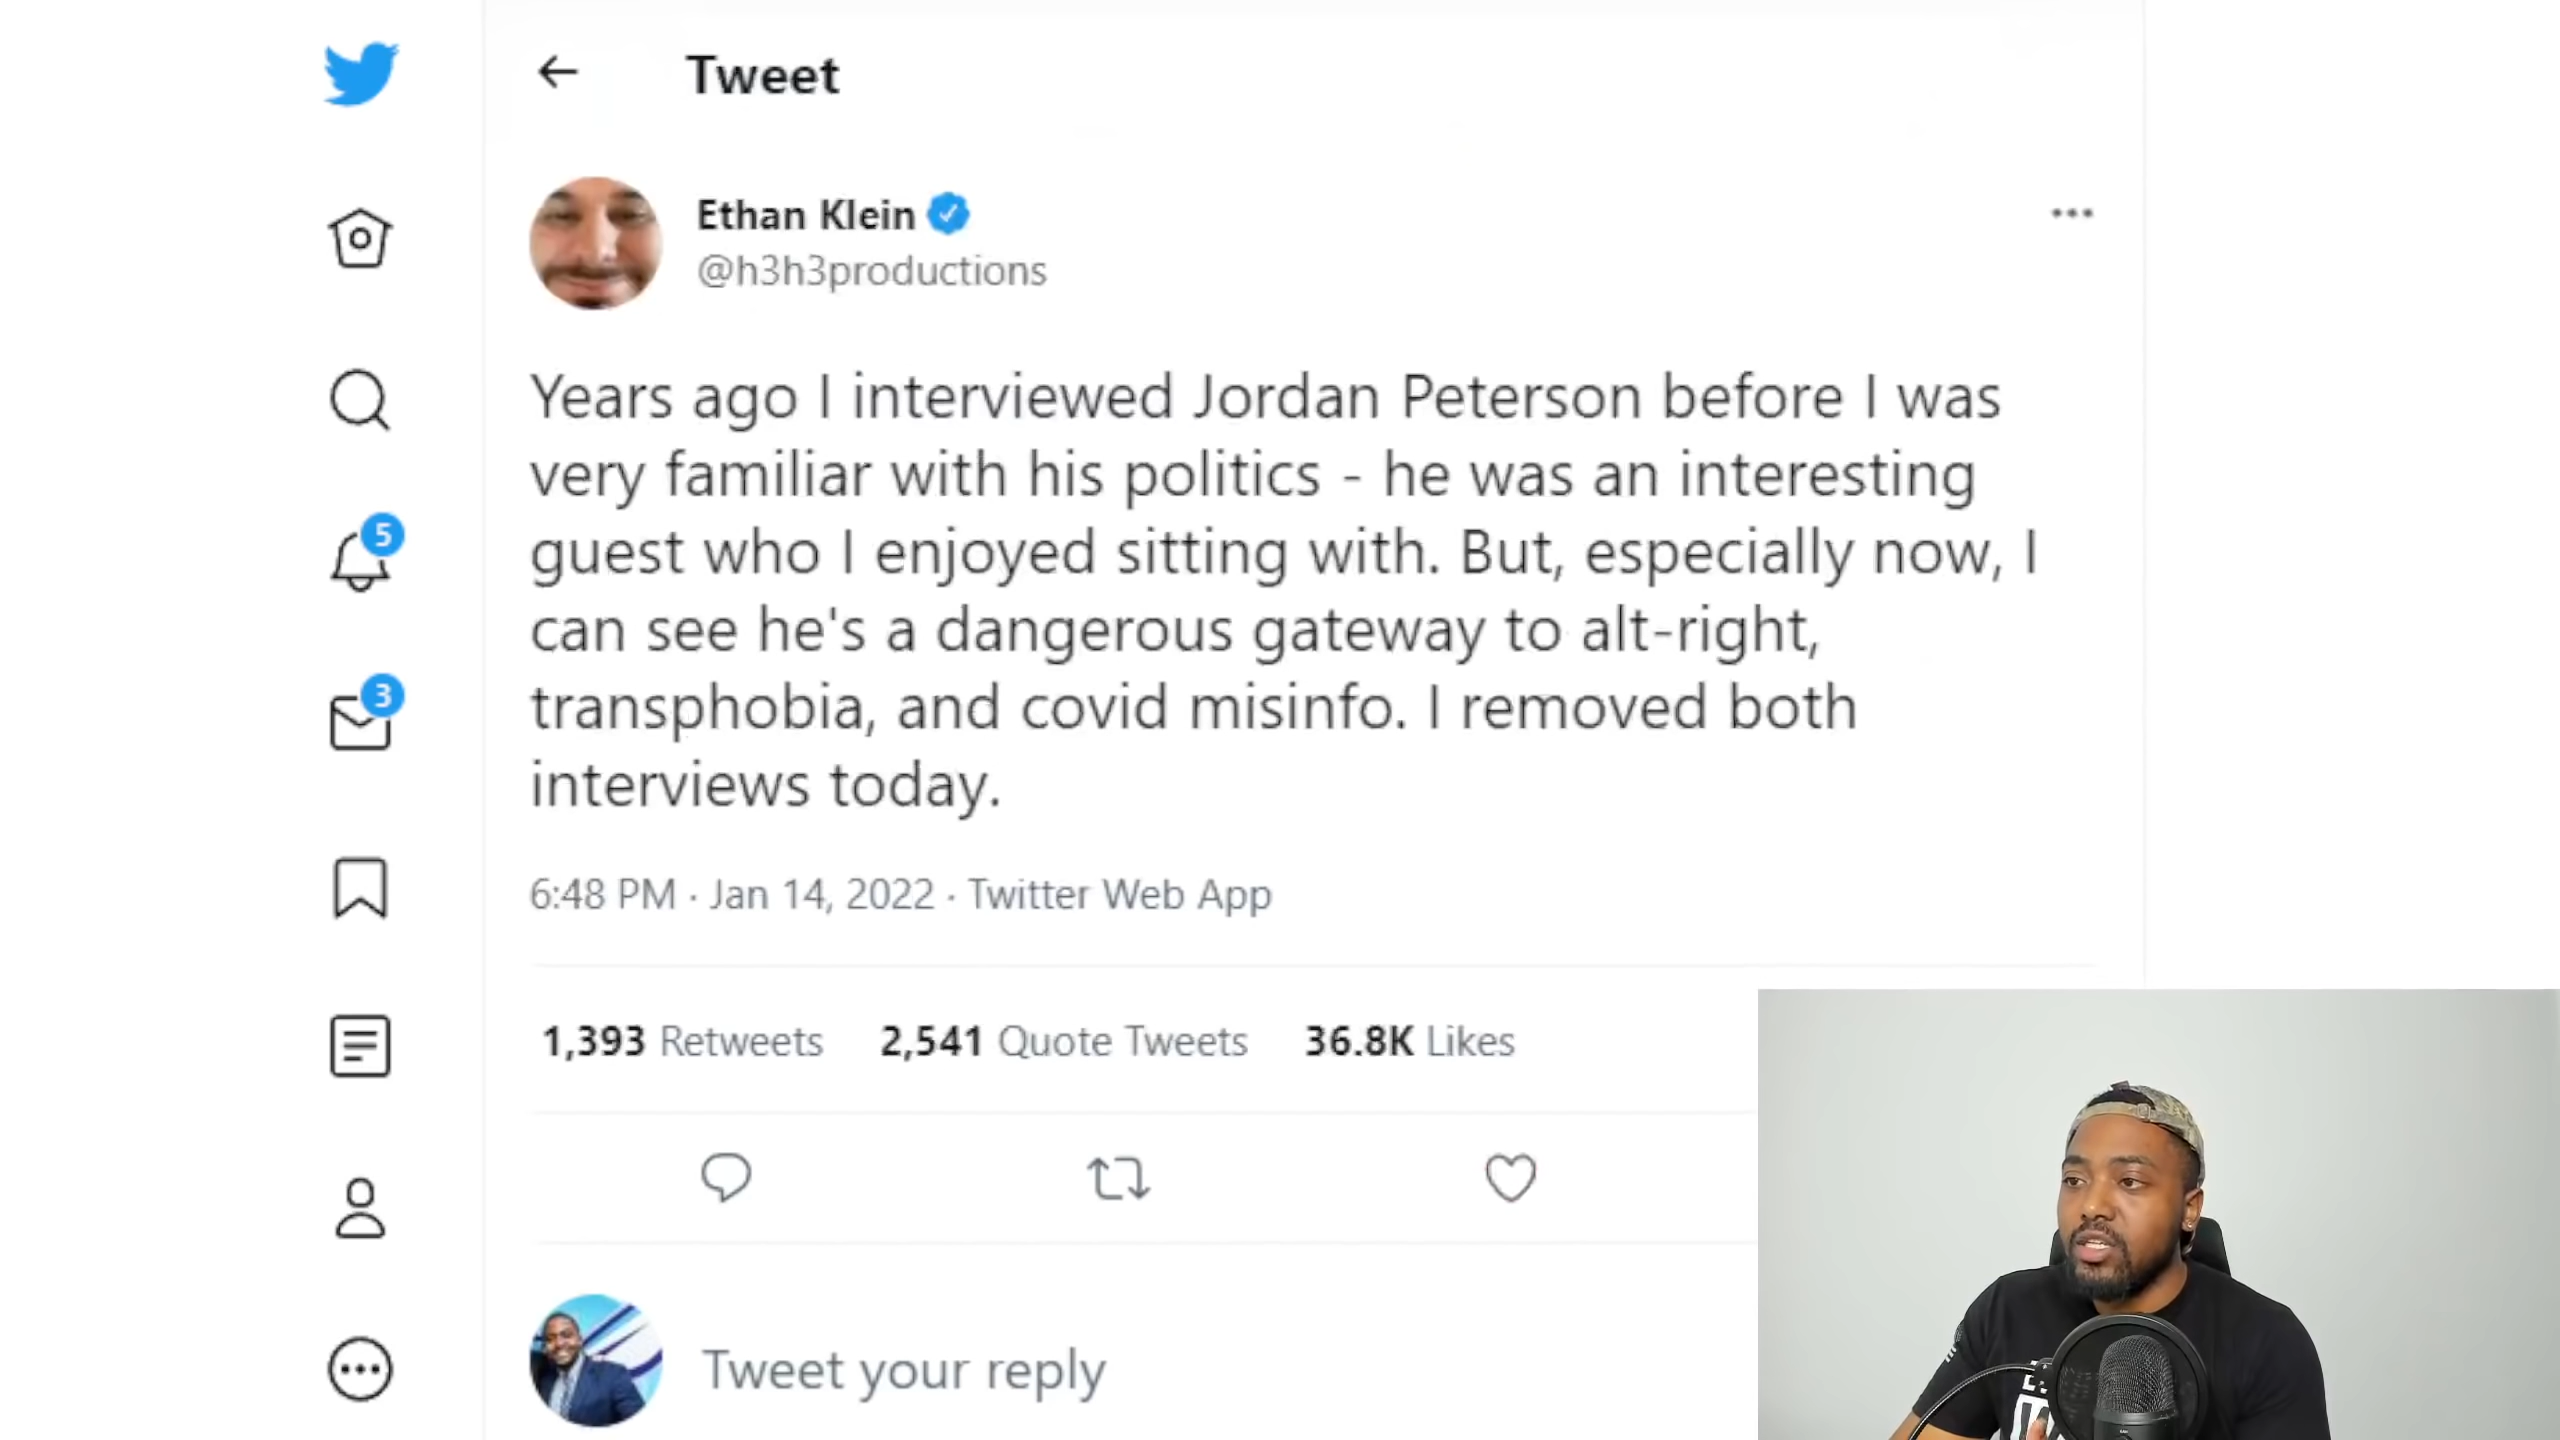 Tweet
Ethan Klein
@h3h3productions
Years ago I interviewed Jordan Peterson before I was
very familiar with his politics - he was an interesting
guest who I enjoyed sitting with. But, especially now, I
can see he's a dangerous gateway to alt-right,
transphobia, and covid misinfo. I removed both
interviews today.
6:48 PM · Jan 14, 2022 · Twitter Web App
1,393 Retweets 2,541 Quote Tweets 36.8K Likes
Tweet your reply
5
3